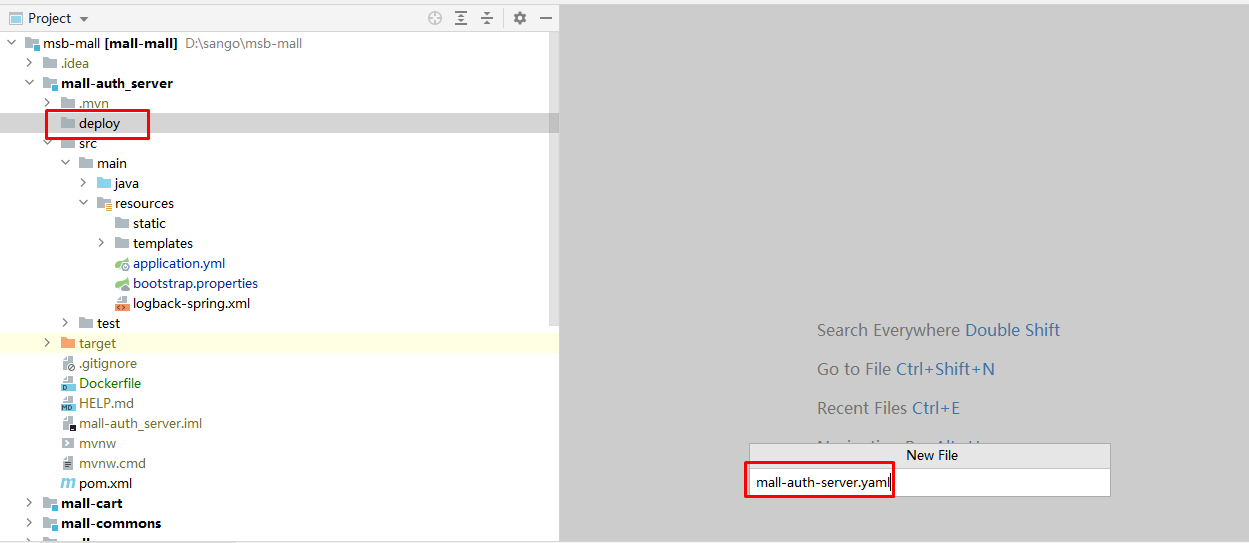 Project
msb-mall [mall-mall] D:\sango\msb-mall
.idea
mall-auth_server
.mvn
deploy
src
main
java
resources
static
templates
application.yml
bootstrap.properties
logback-spring.xml
test
target
.gitignore
Dockerfile
HELP.md
mall-auth_server.iml
mvnw
mvnw.cmd
pom.xml
mall-cart
mall-commons
Search Everywhere Double Shift
Go to File Ctrl+Shift+N
Recent Files Ctrl+E
New File
mall-auth-server.yaml